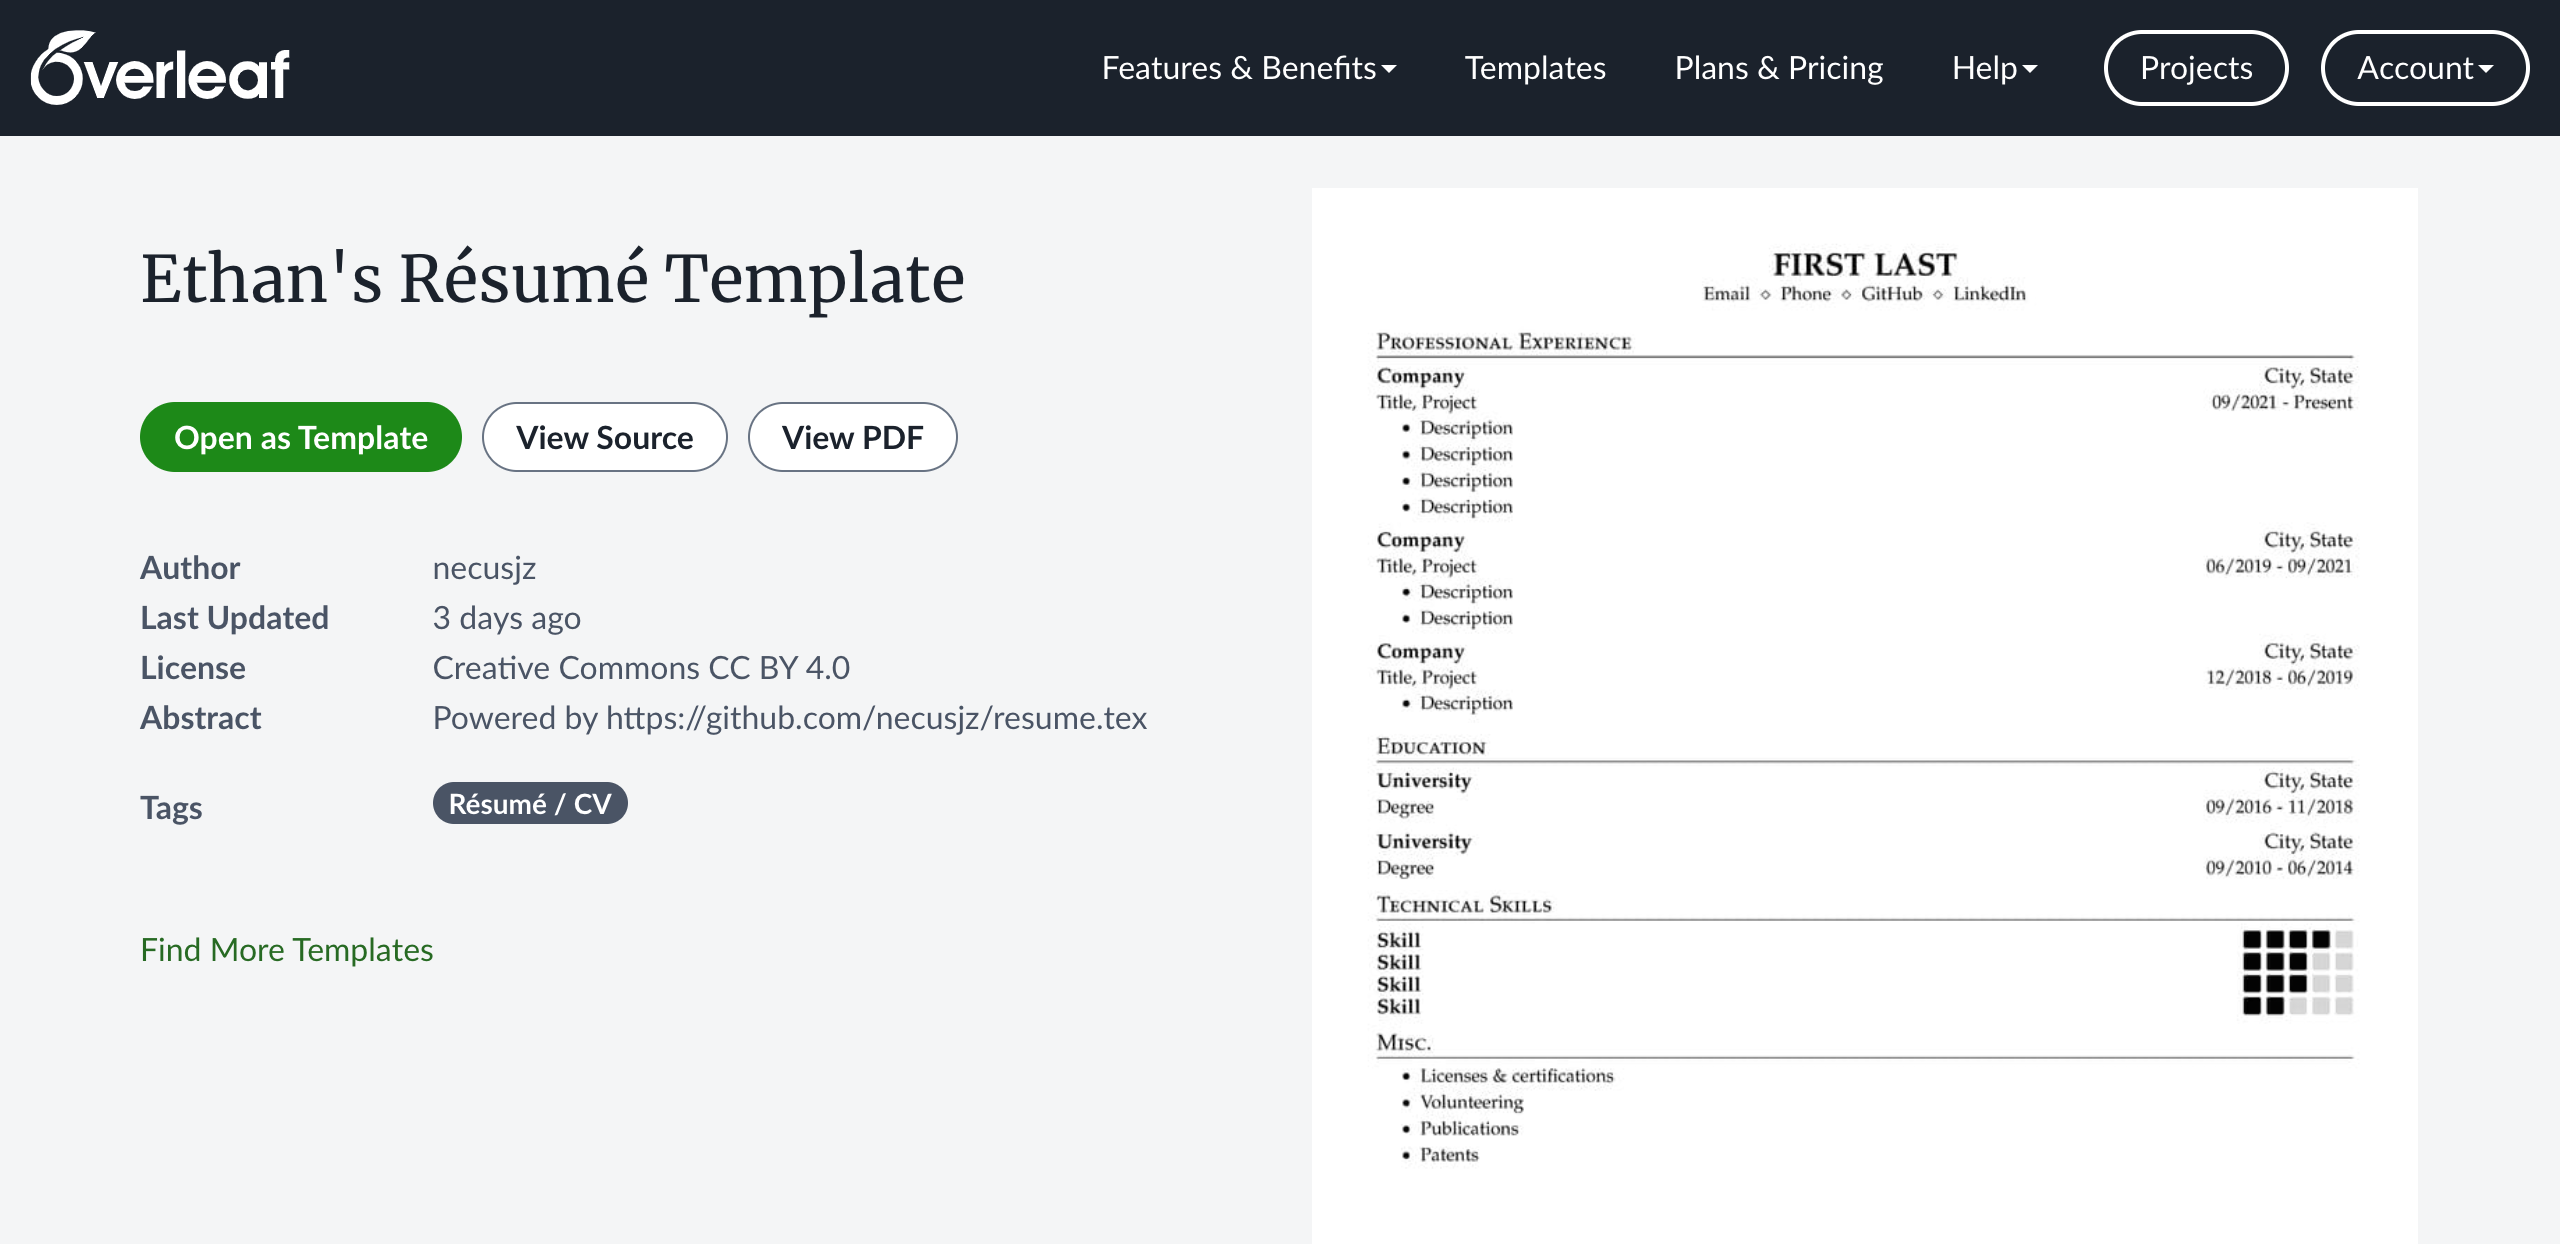 Overleaf
Features & Benefits
Templates
Plans & Pricing
Help
Projects
Account
Ethan's Résumé Template
Open as Template
View Source
View PDF
Author necusjz
Last Updated 3 days ago
License Creative Commons CC BY 4.0
Abstract Powered by https://github.com/necusjz/resume.tex
Tags Résumé / CV
Find More Templates
FIRST LAST
Email ⋄ Phone ⋄ GitHub ⋄ LinkedIn
PROFESSIONAL EXPERIENCE
Company City, State
Title, Project 09/2021 - Present
• Description
• Description
• Description
• Description
Company City, State
Title, Project 06/2019 - 09/2021
• Description
• Description
Company City, State
Title, Project 12/2018 - 06/2019
• Description
EDUCATION
University City, State
Degree 09/2016 - 11/2018
University City, State
Degree 09/2010 - 06/2014
TECHNICAL SKILLS
Skill
Skill
Skill
Skill
MISC.
• Licenses & certifications
• Volunteering
• Publications
• Patents